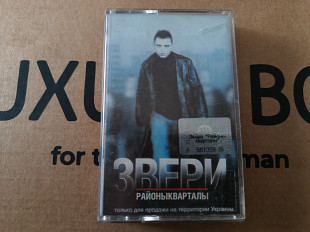 UXU BO
for t man
ЗВЕРИ
РАЙОНЫКВАРТАЛЫ
только для продажи на территории Украины